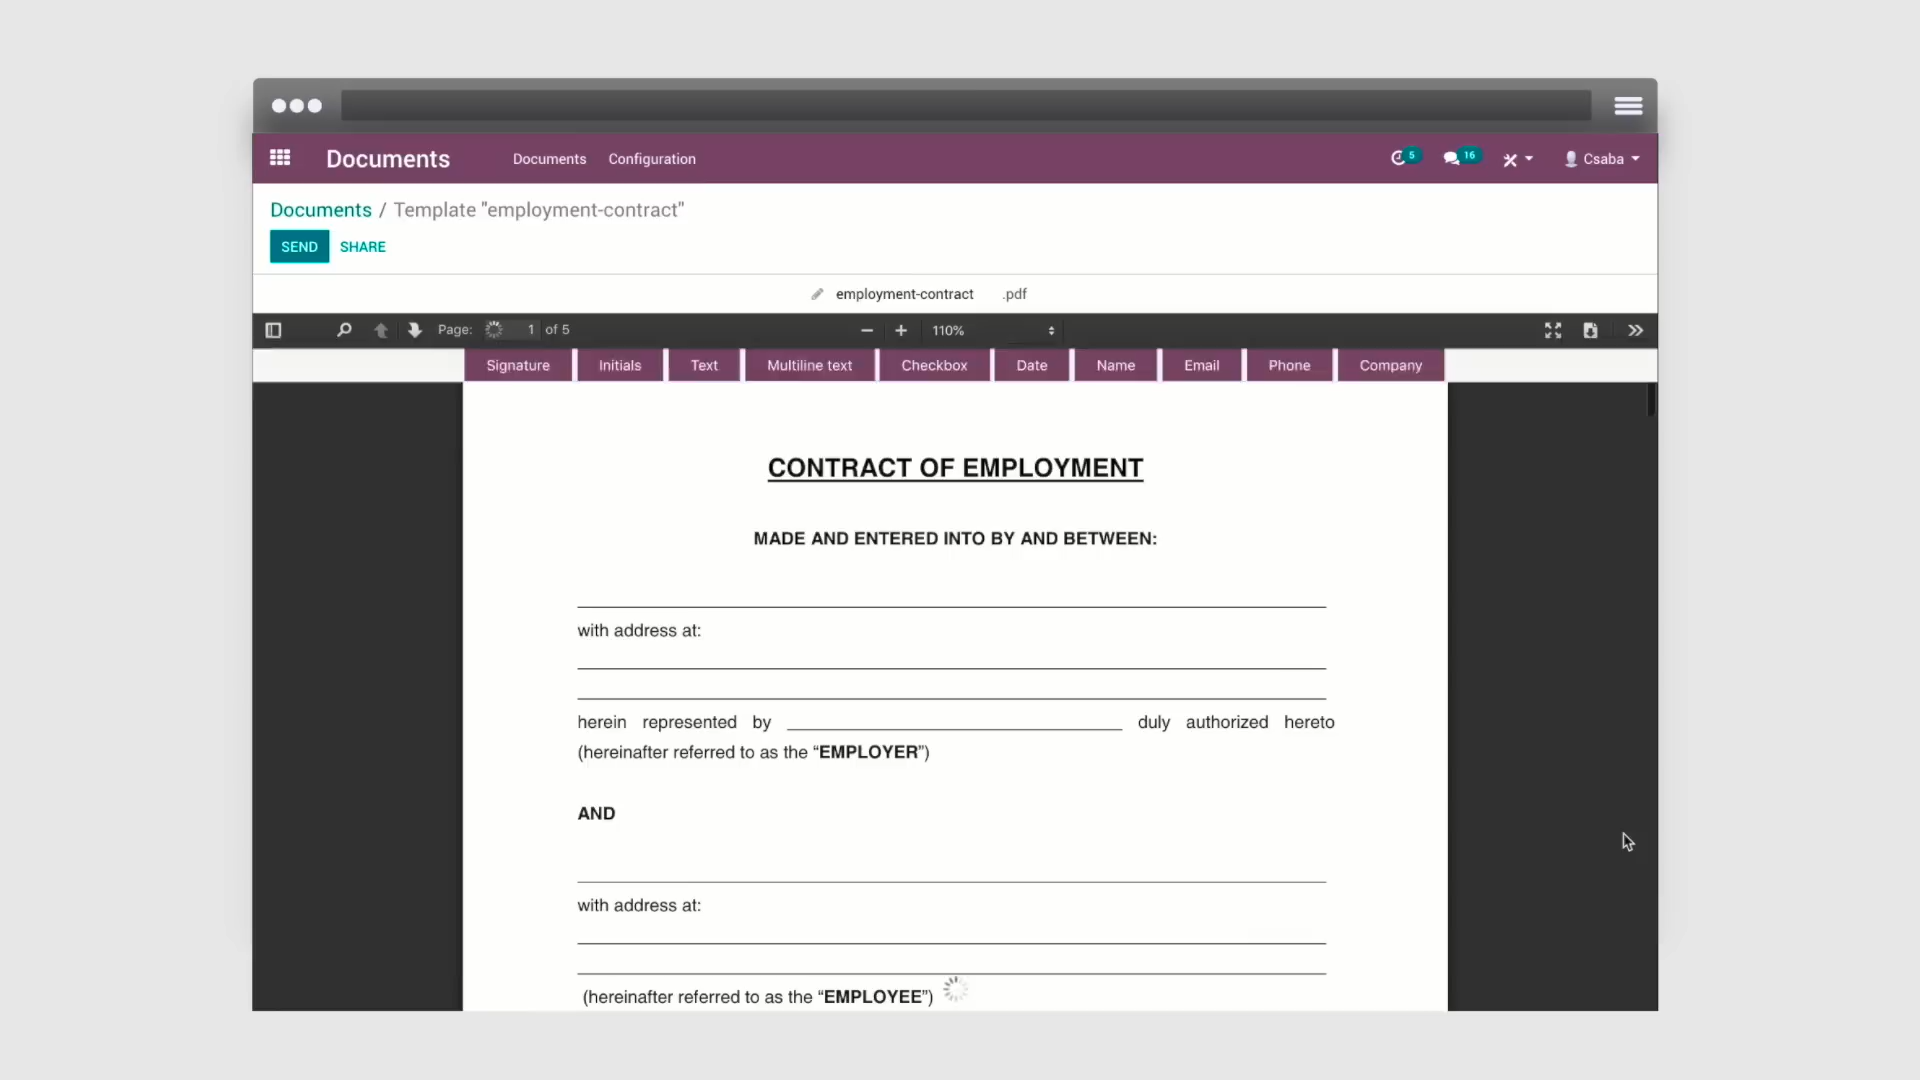 Documents Documents Configuration 5 16 Csaba
Documents / Template "employment-contract"
SEND SHARE
employment-contract .pdf
Page: 1 of 5 110%
Signature Initials Text Multiline text Checkbox Date Name Email Phone Company
CONTRACT OF EMPLOYMENT
MADE AND ENTERED INTO BY AND BETWEEN:
with address at:
herein represented by ____ duly authorized hereto
(hereinafter referred to as the “EMPLOYER”)
AND
with address at:
(hereinafter referred to as the “EMPLOYEE”)